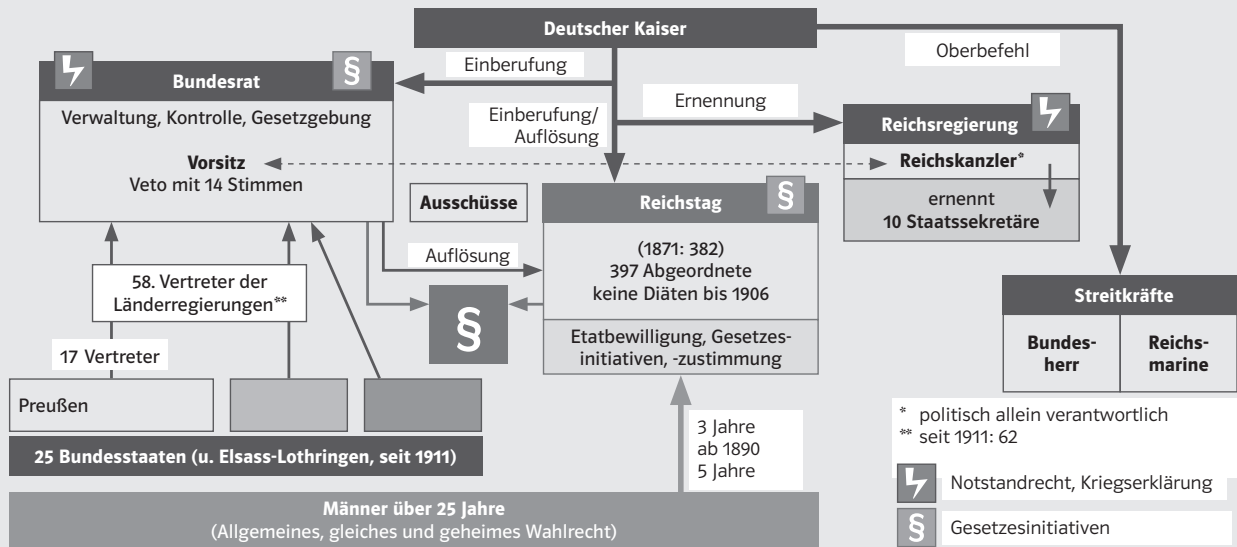 Deutscher Kaiser
Oberbefehl
Einberufung
§
Bundesrat
Verwaltung, Kontrolle, Gesetzgebung
Vorsitz
Veto mit 14 Stimmen
Einberufung/
Auflösung
Ernennung
Reichsregierung
Reichskanzler*
ernennt
10 Staatssekretäre
Ausschüsse
Reichstag
§
(1871: 382)
397 Abgeordnete
keine Diäten bis 1906
Etatbewilligung, Gesetzes-
initiativen, -zustimmung
Auflösung
§
58. Vertreter der
Länderregierungen**
17 Vertreter
Preußen
25 Bundesstaaten (u. Elsass-Lothringen, seit 1911)
3 Jahre
ab 1890
5 Jahre
Männer über 25 Jahre
(Allgemeines, gleiches und geheimes Wahlrecht)
Streitkräfte
Bundes-
herr
Reichs-
marine
* politisch allein verantwortlich
** seit 1911: 62
Notstandrecht, Kriegserklärung
§ Gesetzesinitiativen